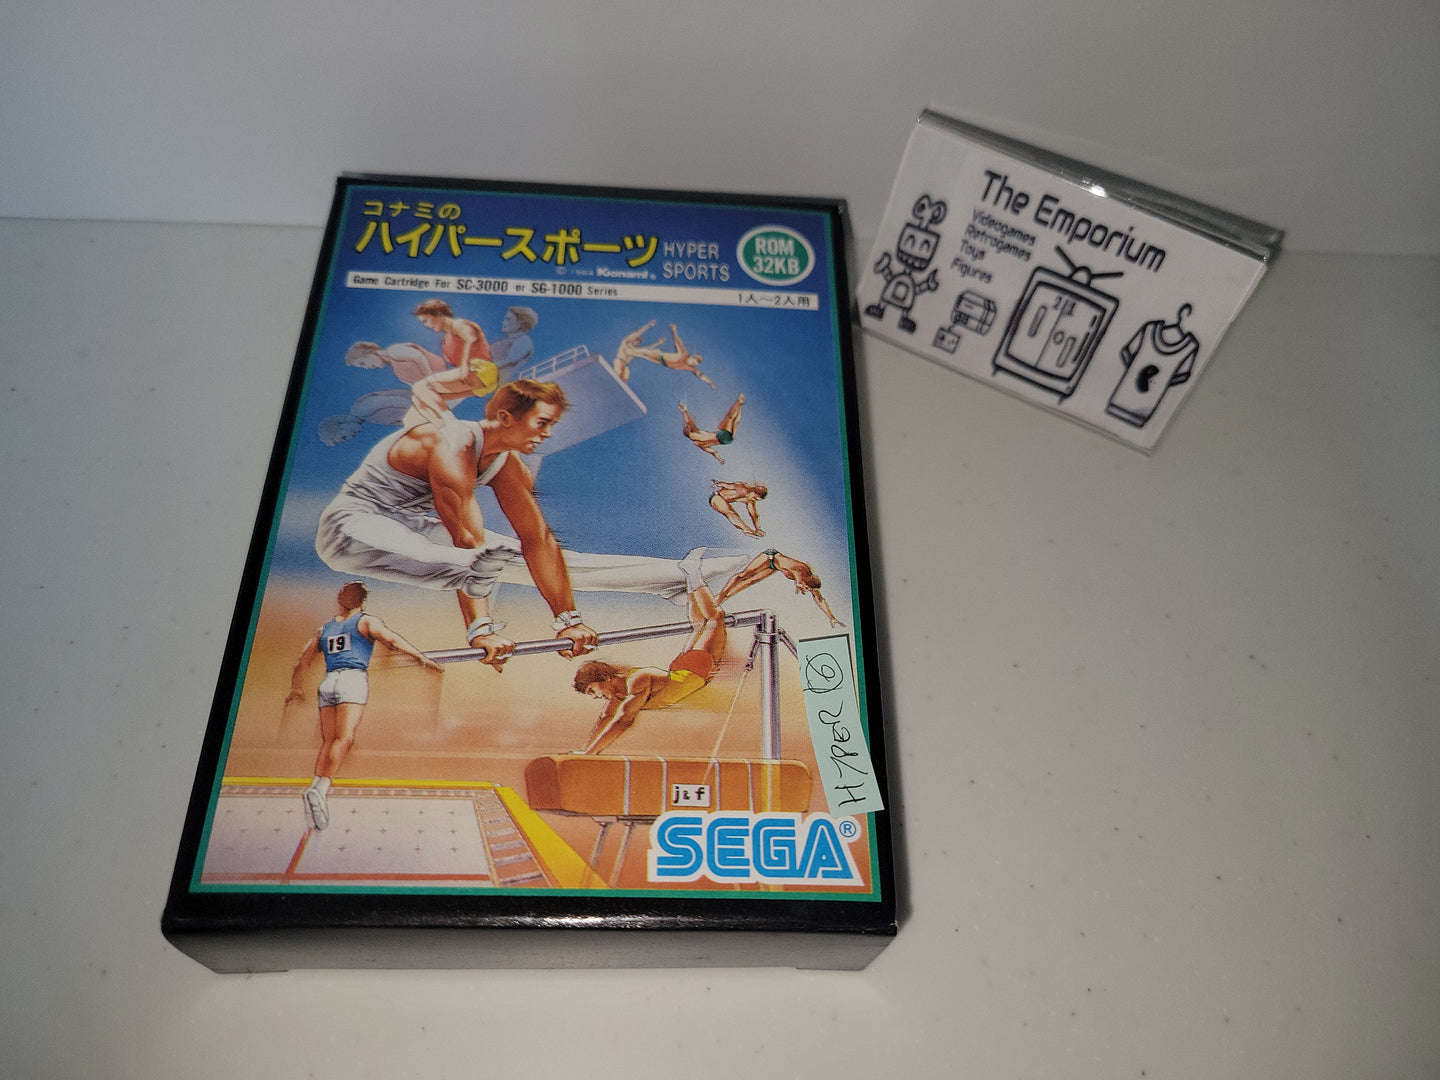 コナミの
ハイパースポーツ
HYPER
SPORTS
© 1984 Konami®
ROM
32KB
Game Cartridge For SC-3000 or SG-1000 Series
1人〜2人用
19
j&f
HYPER
SEGA®
The Emporium
Videogames
Retrogames
Toys
Figures